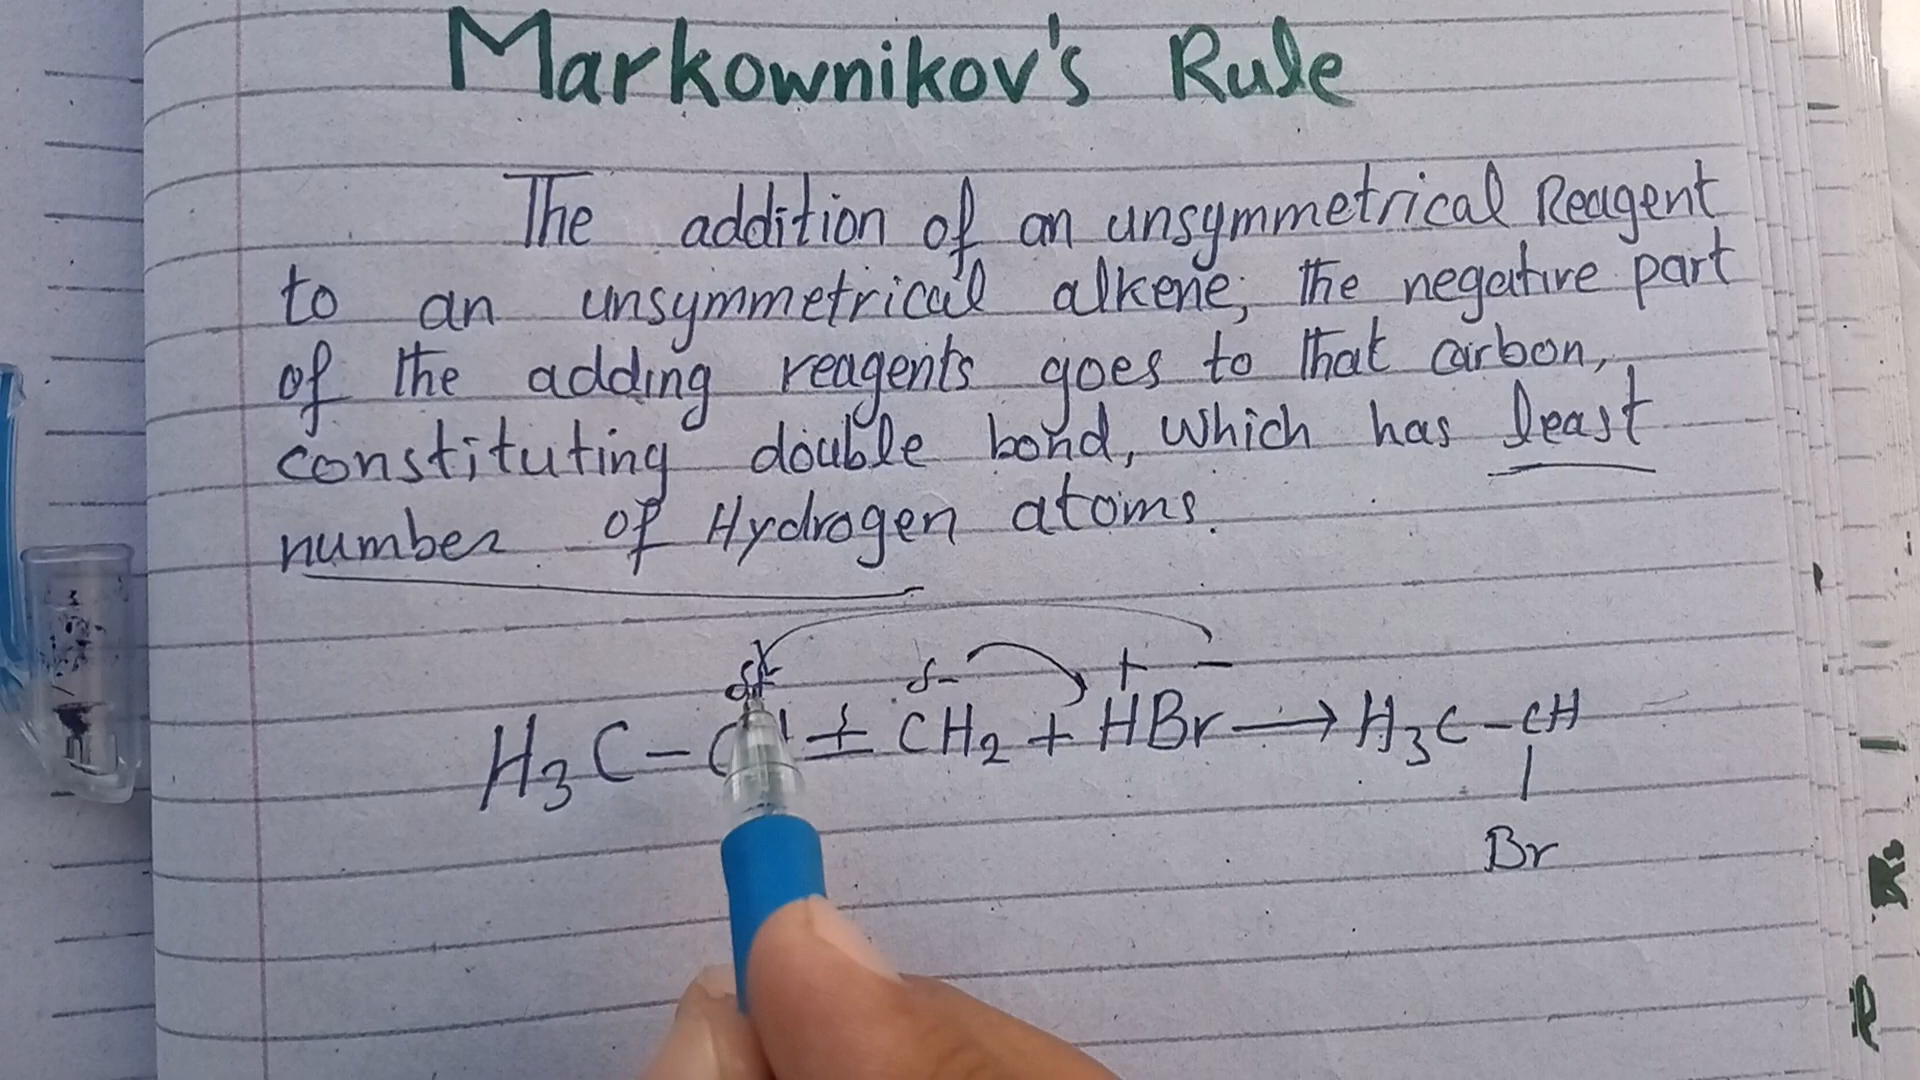 Markownikov's Rule
The addition of an unsymmetrical Reagent
to an unsymmetrical alkene, the negative part
of the adding reagents goes to that carbon,
constituting double bond, which has least
number of Hydrogen atoms.
δ+ δ- + -
H₃C-C = CH₂ + HBr → H₃C-CH
|
Br